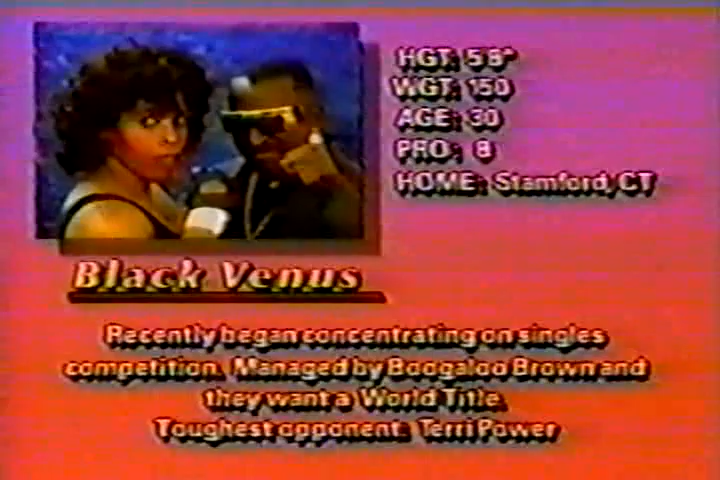 HGT: 5'8"
WGT: 150
AGE: 30
PRO: 8
HOME: Stamford, CT
Black Venus
Recently began concentrating on singles
competition. Managed by Boogaloo Brown and
they want a World Title.
Toughest opponent: Terri Power